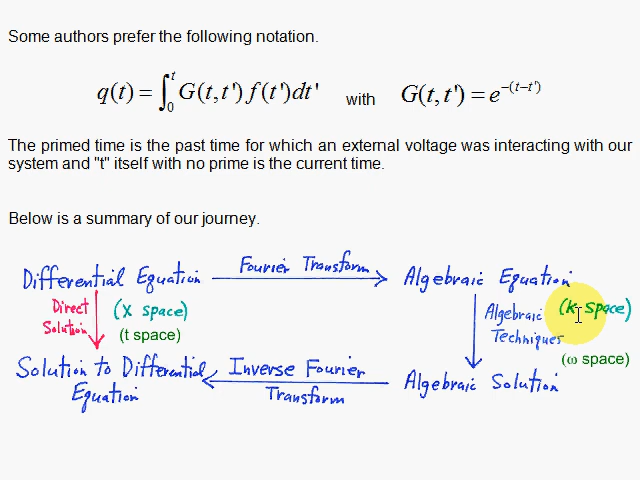 Some authors prefer the following notation.
q(t) = ∫₀ᵗ G(t,t') f(t')dt' with G(t,t') = e^−(t−t')
The primed time is the past time for which an external voltage was interacting with our
system and "t" itself with no prime is the current time.
Below is a summary of our journey.
Differential Equation Fourier Transform Algebraic Equation
Direct Solution (X space) Algebraic Techniques (k space)
(t space) (ω space)
Solution to Differential Equation Inverse Fourier Transform Algebraic Solution